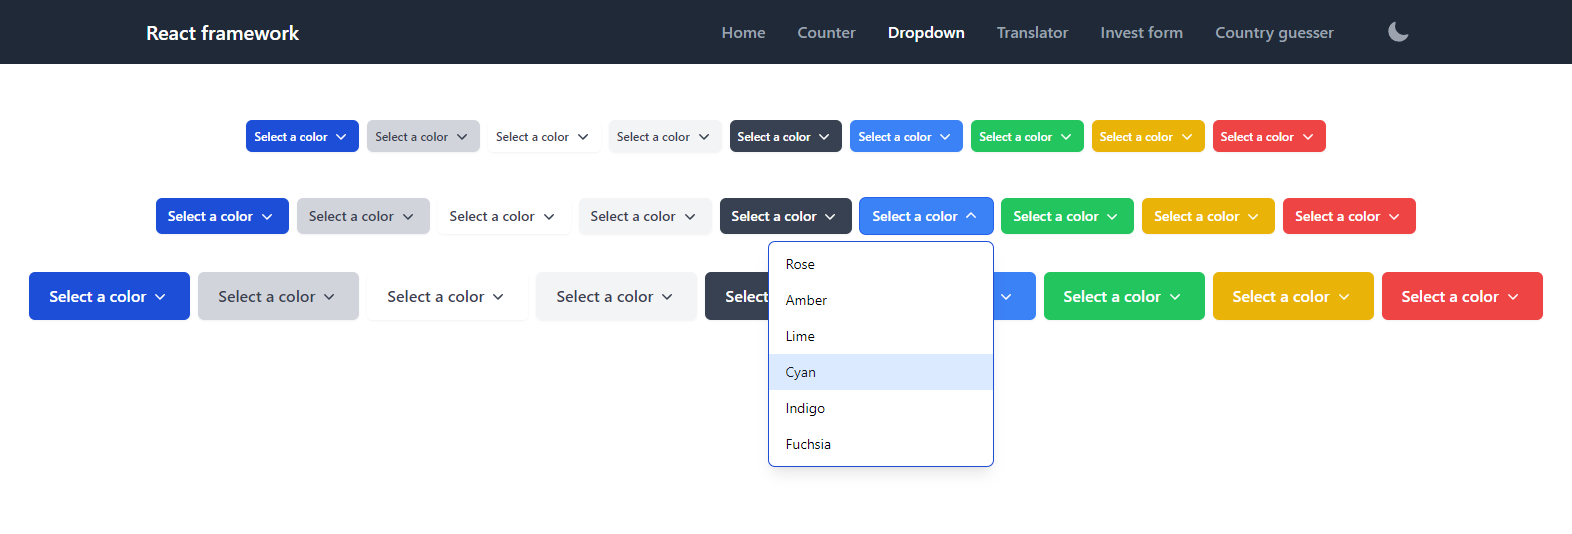 React framework Home Counter Dropdown Translator Invest form Country guesser
Select a color Select a color Select a color Select a color Select a color Select a color Select a color Select a color Select a color
Select a color Select a color Select a color Select a color Select a color Select a color Select a color Select a color Select a color
Select a color Select a color Select a color Select a color Select Select a color Select a color Select a color
Rose
Amber
Lime
Cyan
Indigo
Fuchsia